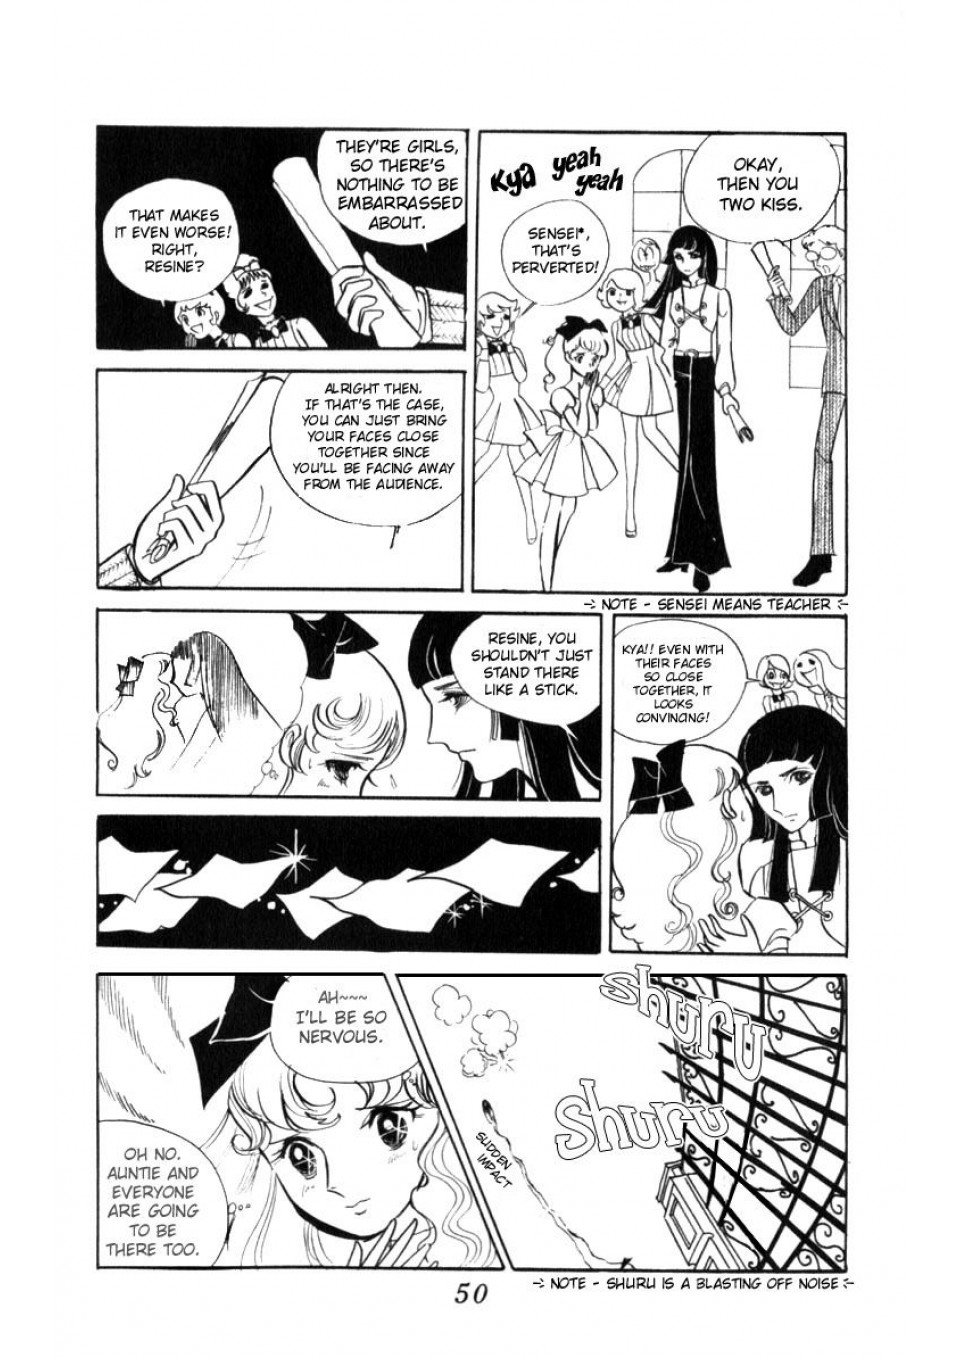 OKAY,
THEN YOU
TWO KISS.
Kya yeah
yeah
SENSEI*,
THAT'S
PERVERTED!
THEY'RE GIRLS,
SO THERE'S
NOTHING TO BE
EMBARRASSED
ABOUT.
THAT MAKES
IT EVEN WORSE!
RIGHT,
RESINE?
ALRIGHT THEN.
IF THAT'S THE CASE,
YOU CAN JUST BRING
YOUR FACES CLOSE
TOGETHER SINCE
YOU'LL BE FACING AWAY
FROM THE AUDIENCE.
NOTE - SENSEI MEANS TEACHER
KYA!! EVEN WITH
THEIR FACES
SO CLOSE
TOGETHER, IT
LOOKS
CONVINCING!
RESINE, YOU
SHOULDN'T JUST
STAND THERE
LIKE A STICK.
shuru
shuru
SUDDEN
IMPACT
AH~~~
I'LL BE SO
NERVOUS.
OH NO.
AUNTIE AND
EVERYONE
ARE GOING
TO BE
THERE TOO.
NOTE - SHURU IS A BLASTING OFF NOISE
50